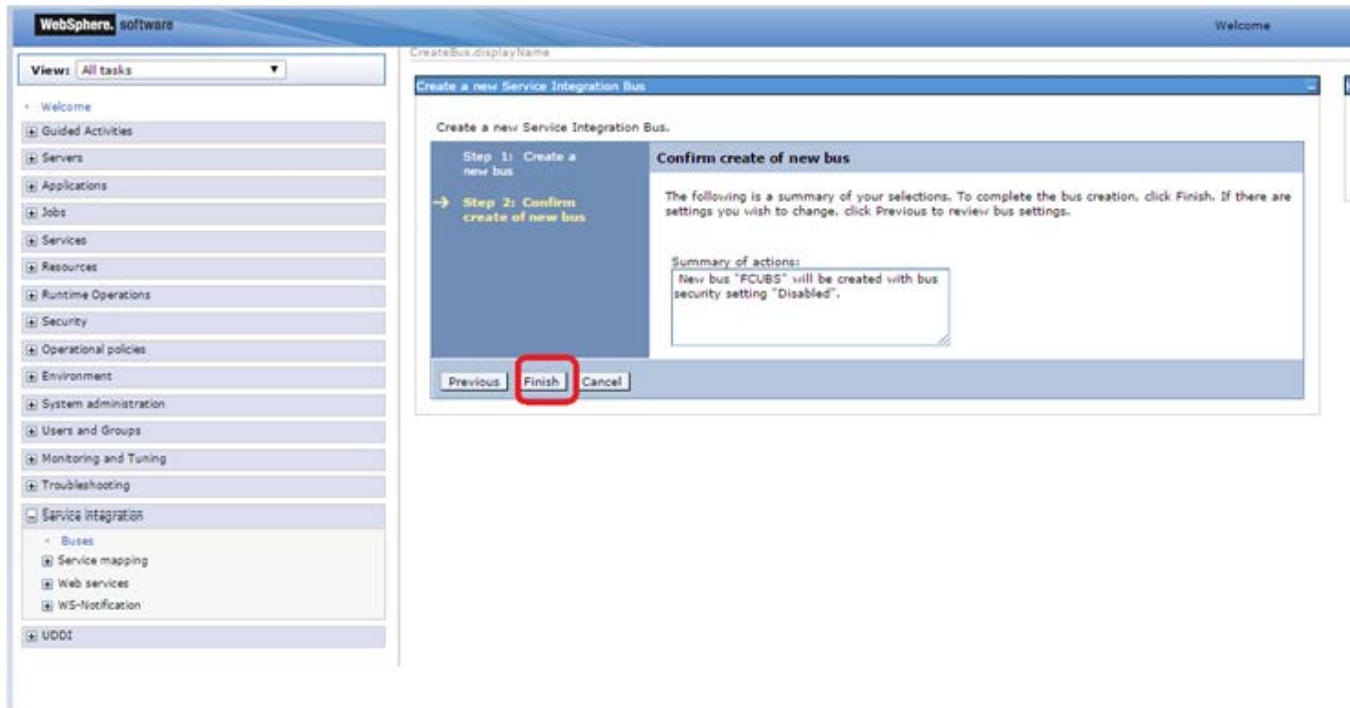 WebSphere. software
Welcome
View: All tasks
Welcome
Guided Activities
Servers
Applications
Jobs
Services
Resources
Runtime Operations
Security
Operational policies
Environment
System administration
Users and Groups
Monitoring and Tuning
Troubleshooting
Service integration
Buses
Service mapping
Web services
WS-Notification
UDDI
CreateBus.displayName
Create a new Service Integration Bus
Create a new Service Integration Bus.
Step 1: Create a
new bus
Step 2: Confirm
create of new bus
Confirm create of new bus
The following is a summary of your selections. To complete the bus creation, click Finish. If there are
settings you wish to change, click Previous to review bus settings.
Summary of actions:
New bus "FCUBS" will be created with bus
security setting "Disabled".
Previous Finish Cancel